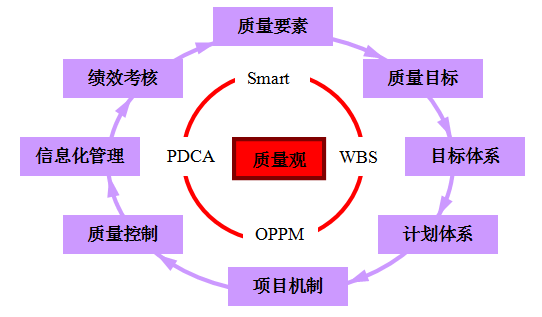 质量要素
绩效考核
Smart
质量目标
信息化管理
PDCA
质量观
WBS
目标体系
质量控制
OPPM
计划体系
项目机制